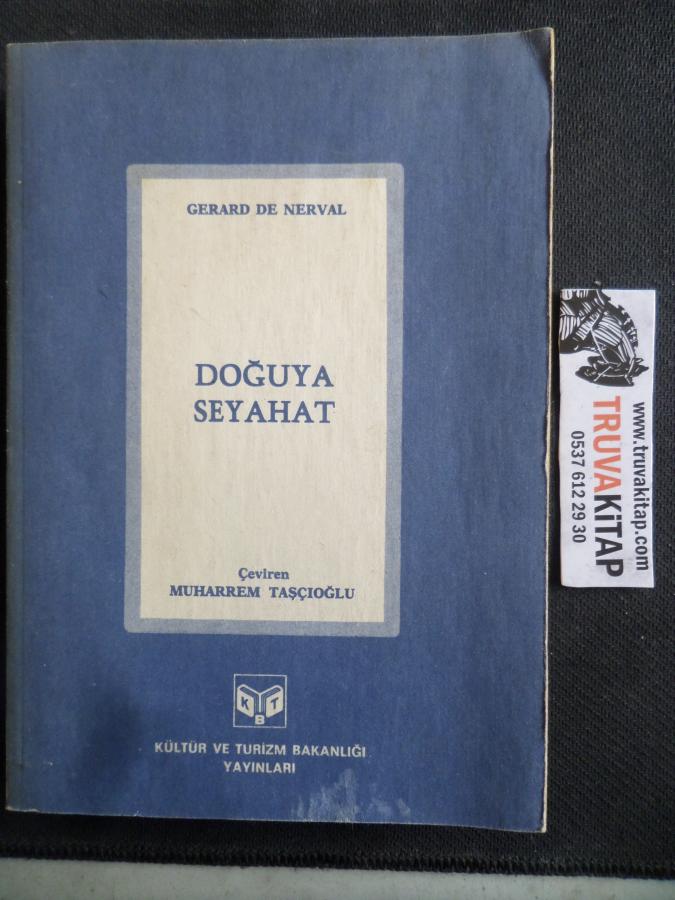 GERARD DE NERVAL
DOĞUYA
SEYAHAT
Çeviren
MUHARREM TAŞÇIOĞLU
K T
B
KÜLTÜR VE TURİZM BAKANLIĞI
YAYINLARI
www.truvakitap.com
TRUVAKiTAP
0537 612 29 30